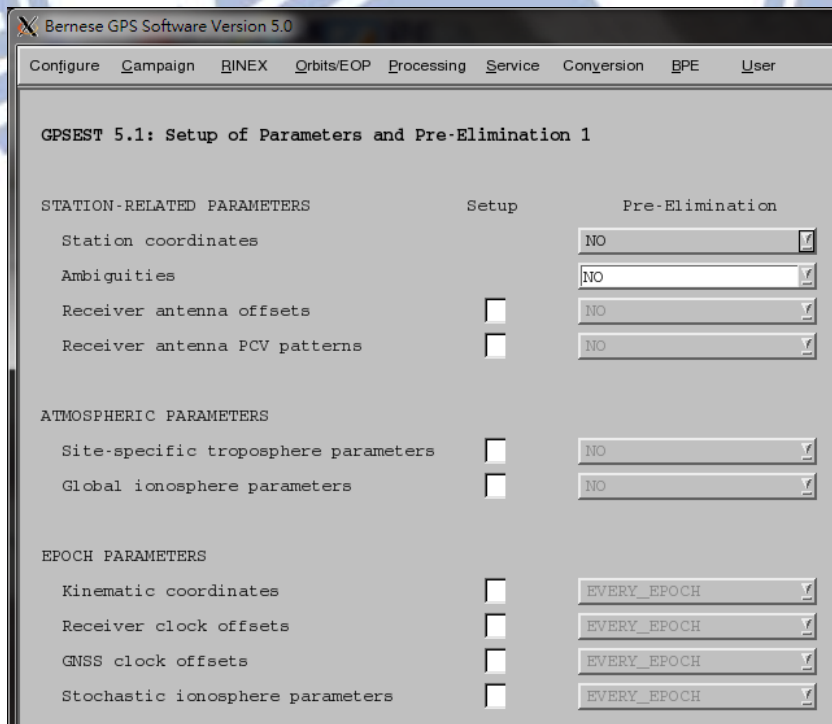 Bernese GPS Software Version 5.0
Configure Campaign RINEX Orbits/EOP Processing Service Conversion BPE User
GPSEST 5.1: Setup of Parameters and Pre-Elimination 1
STATION-RELATED PARAMETERS Setup Pre-Elimination
Station coordinates NO
Ambiguities NO
Receiver antenna offsets NO
Receiver antenna PCV patterns NO
ATMOSPHERIC PARAMETERS
Site-specific troposphere parameters NO
Global ionosphere parameters NO
EPOCH PARAMETERS
Kinematic coordinates EVERY_EPOCH
Receiver clock offsets EVERY_EPOCH
GNSS clock offsets EVERY_EPOCH
Stochastic ionosphere parameters EVERY_EPOCH